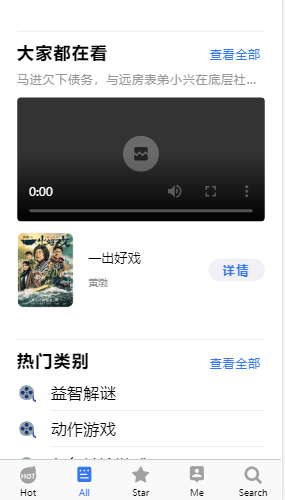 大家都在看
查看全部
马进欠下债务，与远房表弟小兴在底层社...
0:00
一出好戏
黄渤
详情
热门类别
查看全部
益智解谜
动作游戏
HOT
Hot
All
Star
Me
Search